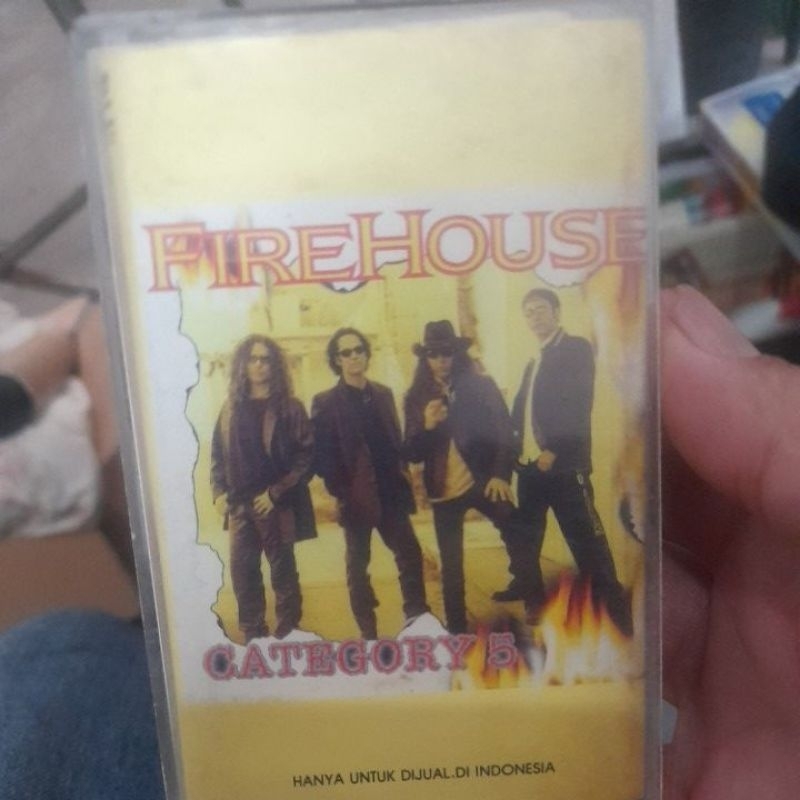 FIREHOUSE
CATEGORY 5
HANYA UNTUK DIJUAL.DI INDONESIA